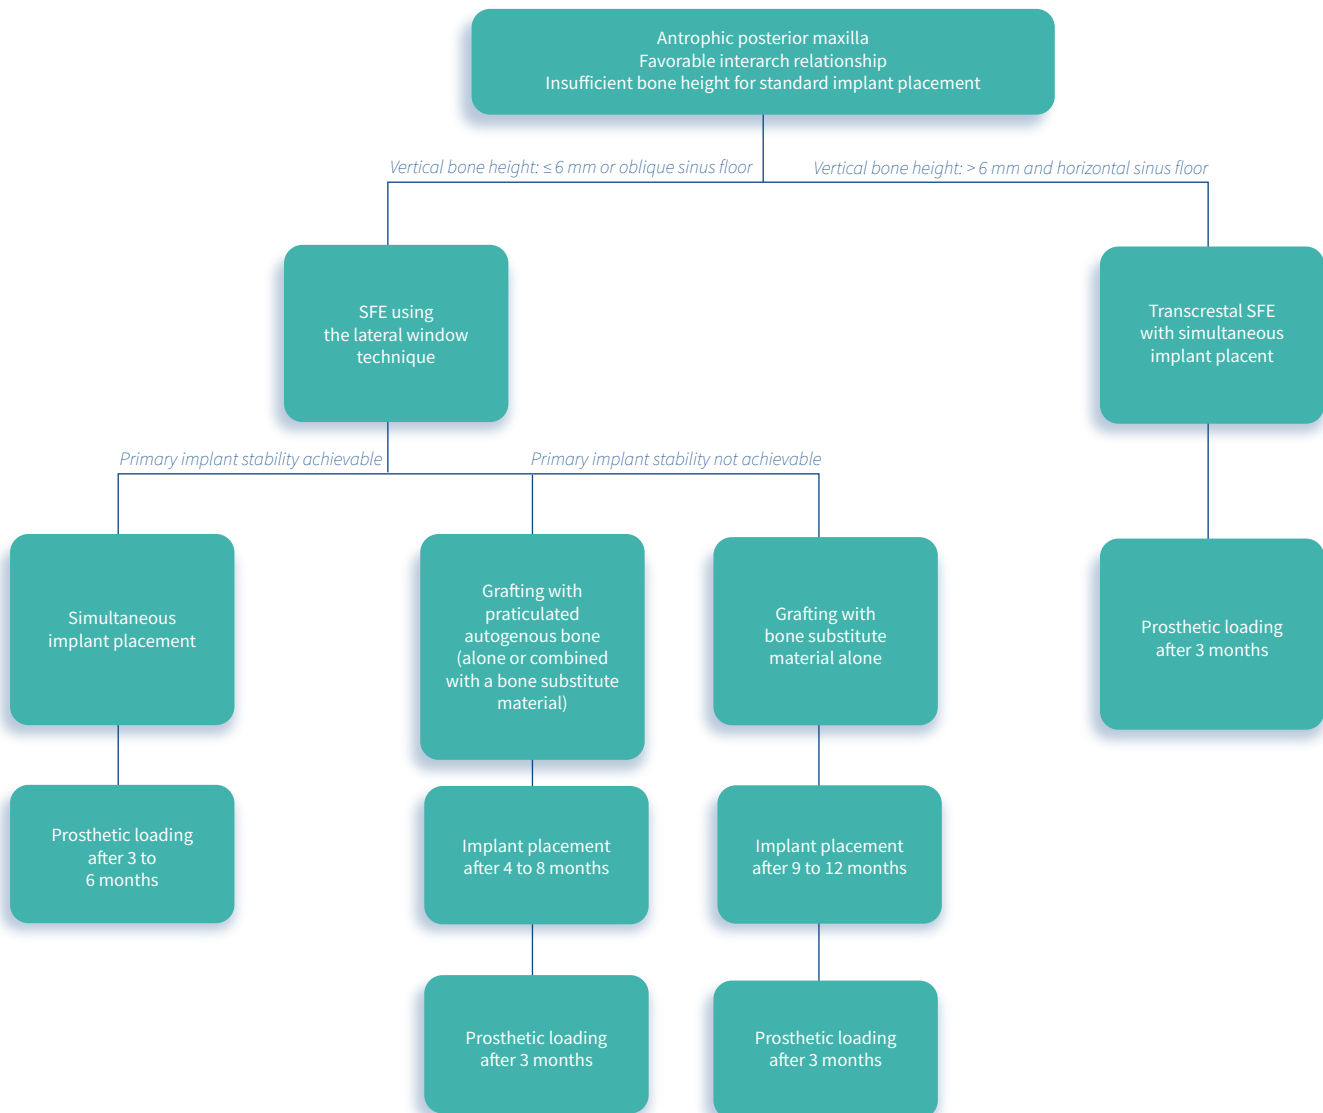 Antrophic posterior maxilla
Favorable interarch relationship
Insufficient bone height for standard implant placement
Vertical bone height: ≤ 6 mm or oblique sinus floor
Vertical bone height: > 6 mm and horizontal sinus floor
SFE using
the lateral window
technique
Transcrestal SFE
with simultaneous
implant placent
Primary implant stability achievable
Primary implant stability not achievable
Simultaneous
implant placement
Grafting with
praticulated
autogenous bone
(alone or combined
with a bone substitute
material)
Grafting with
bone substitute
material alone
Prosthetic loading
after 3 months
Prosthetic loading
after 3 to
6 months
Implant placement
after 4 to 8 months
Implant placement
after 9 to 12 months
Prosthetic loading
after 3 months
Prosthetic loading
after 3 months